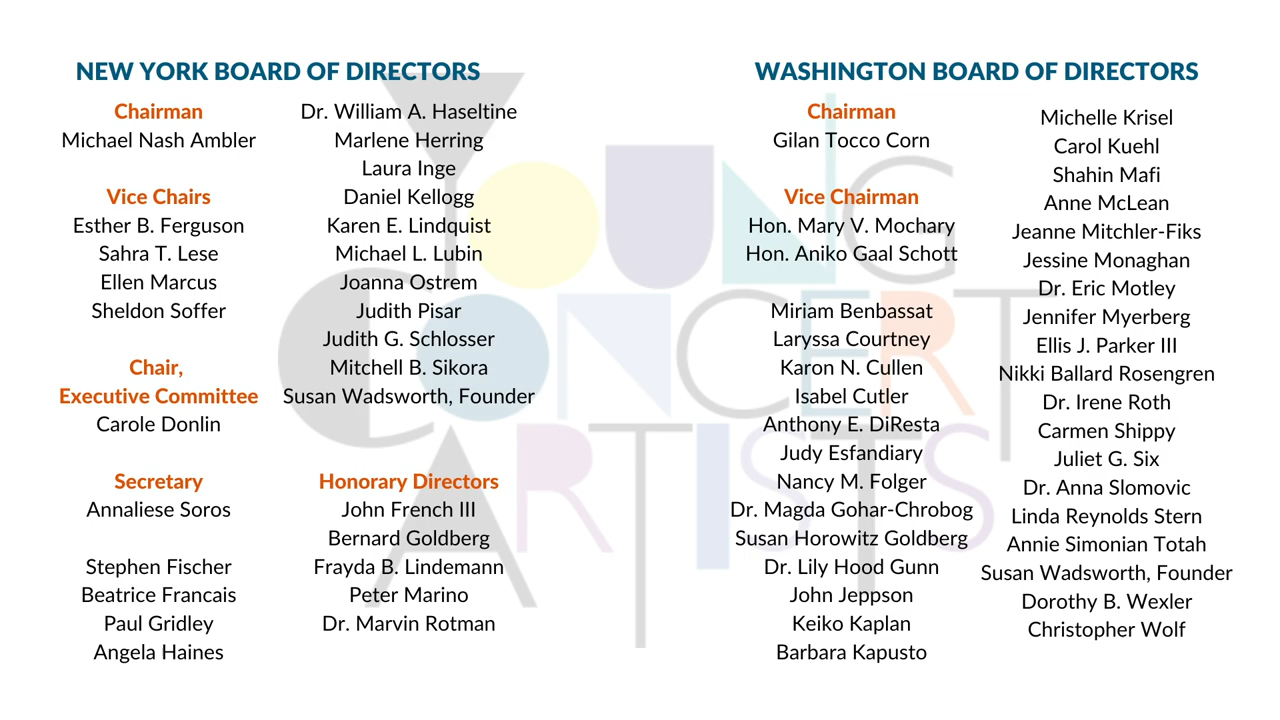 NEW YORK BOARD OF DIRECTORS
Chairman
Michael Nash Ambler
Vice Chairs
Esther B. Ferguson
Sahra T. Lese
Ellen Marcus
Sheldon Soffer
Chair,
Executive Committee
Carole Donlin
Secretary
Annaliese Soros
Stephen Fischer
Beatrice Francais
Paul Gridley
Angela Haines
Dr. William A. Haseltine
Marlene Herring
Laura Inge
Daniel Kellogg
Karen E. Lindquist
Michael L. Lubin
Joanna Ostrem
Judith Pisar
Judith G. Schlosser
Mitchell B. Sikora
Susan Wadsworth, Founder
Honorary Directors
John French III
Bernard Goldberg
Frayda B. Lindemann
Peter Marino
Dr. Marvin Rotman
WASHINGTON BOARD OF DIRECTORS
Chairman
Gilan Tocco Corn
Vice Chairman
Hon. Mary V. Mochary
Hon. Aniko Gaal Schott
Miriam Benbassat
Laryssa Courtney
Karon N. Cullen
Isabel Cutler
Anthony E. DiResta
Judy Esfandiary
Nancy M. Folger
Dr. Magda Gohar-Chrobog
Susan Horowitz Goldberg
Dr. Lily Hood Gunn
John Jeppson
Keiko Kaplan
Barbara Kapusto
Michelle Krisel
Carol Kuehl
Shahin Mafi
Anne McLean
Jeanne Mitchler-Fiks
Jessine Monaghan
Dr. Eric Motley
Jennifer Myerberg
Ellis J. Parker III
Nikki Ballard Rosengren
Dr. Irene Roth
Carmen Shippy
Juliet G. Six
Dr. Anna Slomovic
Linda Reynolds Stern
Annie Simonian Totah
Susan Wadsworth, Founder
Dorothy B. Wexler
Christopher Wolf
YOUNG
CONCERT
ARTISTS